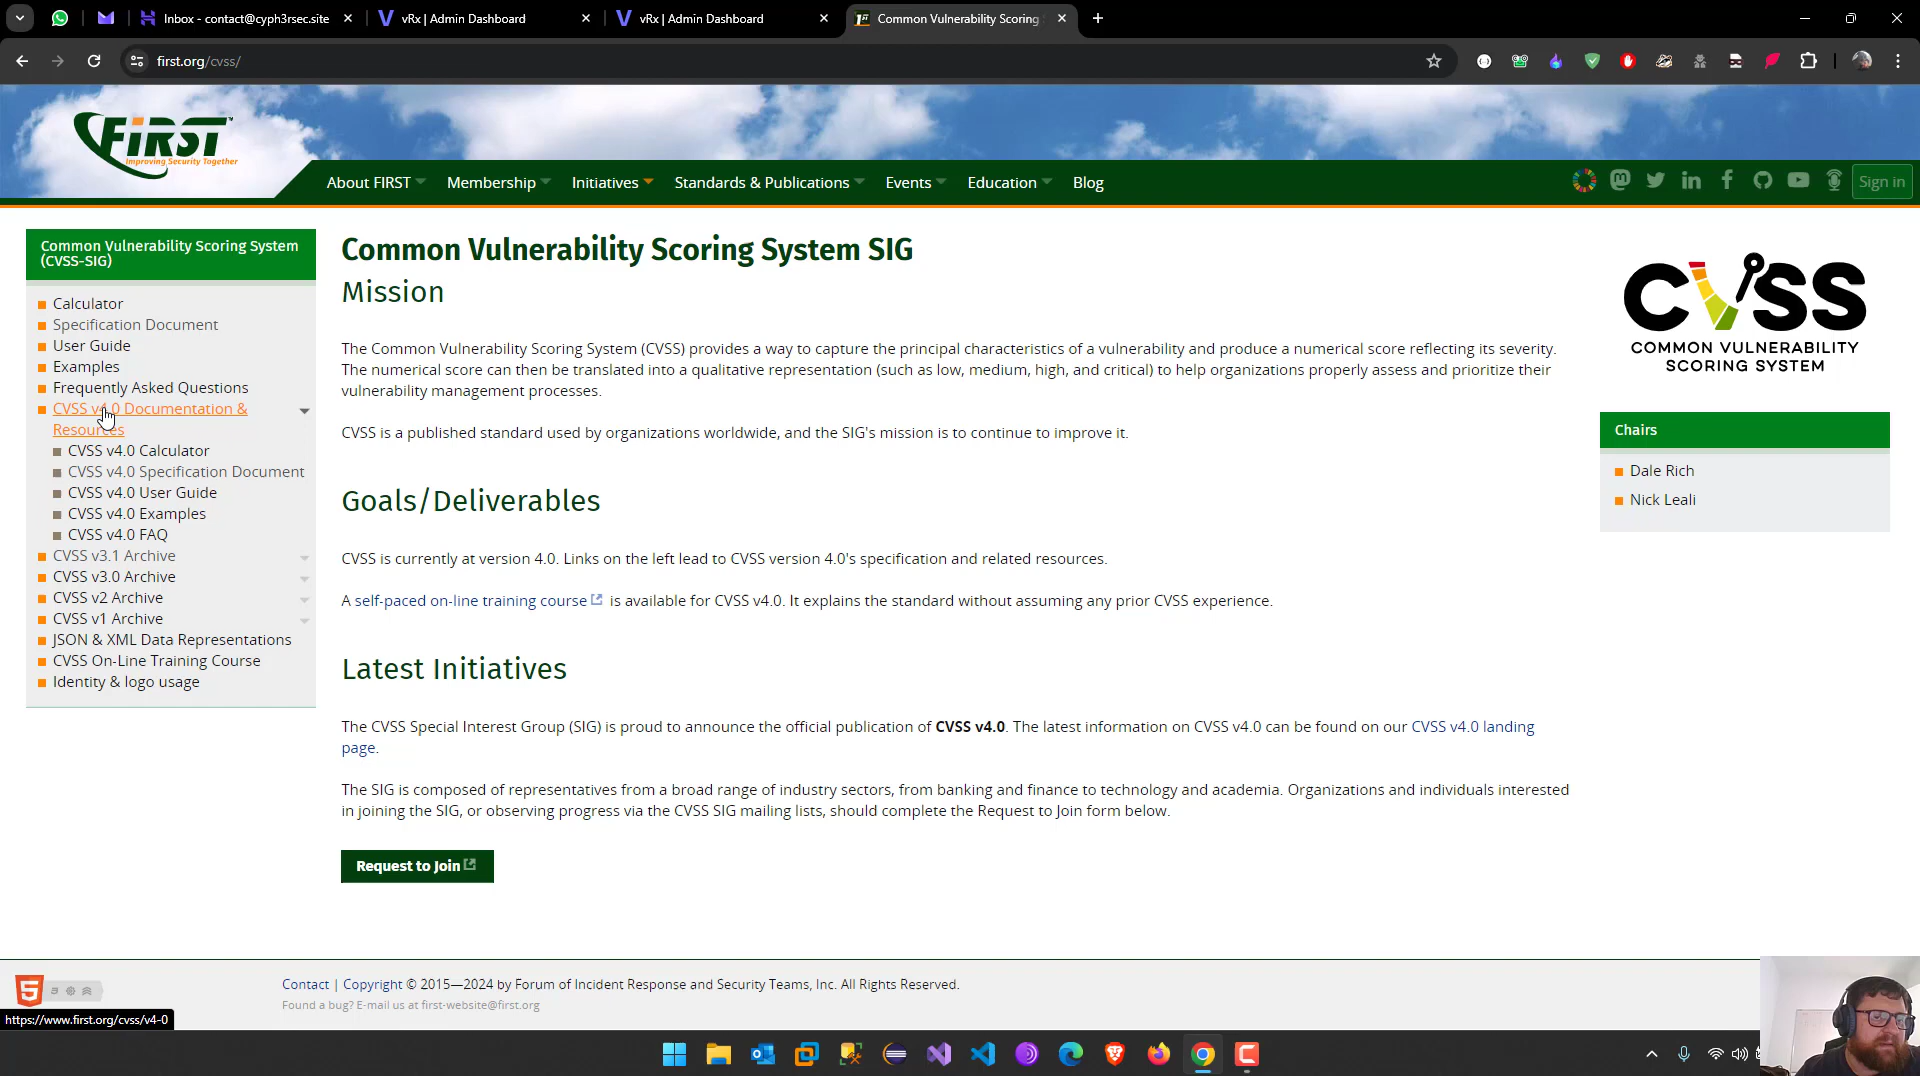 Inbox - contact@cyph3rsec.site
vRx | Admin Dashboard
vRx | Admin Dashboard
Common Vulnerability Scoring
first.org/cvss/
FIRST
Improving Security Together
About FIRST
Membership
Initiatives
Standards & Publications
Events
Education
Blog
Sign in
Common Vulnerability Scoring System
(CVSS-SIG)
Calculator
Specification Document
User Guide
Examples
Frequently Asked Questions
CVSS v4.0 Documentation &
Resources
CVSS v4.0 Calculator
CVSS v4.0 Specification Document
CVSS v4.0 User Guide
CVSS v4.0 Examples
CVSS v4.0 FAQ
CVSS v3.1 Archive
CVSS v3.0 Archive
CVSS v2 Archive
CVSS v1 Archive
JSON & XML Data Representations
CVSS On-Line Training Course
Identity & logo usage
Common Vulnerability Scoring System SIG
Mission
The Common Vulnerability Scoring System (CVSS) provides a way to capture the principal characteristics of a vulnerability and produce a numerical score reflecting its severity.
The numerical score can then be translated into a qualitative representation (such as low, medium, high, and critical) to help organizations properly assess and prioritize their
vulnerability management processes.
CVSS is a published standard used by organizations worldwide, and the SIG's mission is to continue to improve it.
Goals/Deliverables
CVSS is currently at version 4.0. Links on the left lead to CVSS version 4.0's specification and related resources.
A self-paced on-line training course is available for CVSS v4.0. It explains the standard without assuming any prior CVSS experience.
Latest Initiatives
The CVSS Special Interest Group (SIG) is proud to announce the official publication of CVSS v4.0. The latest information on CVSS v4.0 can be found on our CVSS v4.0 landing
page.
The SIG is composed of representatives from a broad range of industry sectors, from banking and finance to technology and academia. Organizations and individuals interested
in joining the SIG, or observing progress via the CVSS SIG mailing lists, should complete the Request to Join form below.
Request to Join
CVSS
COMMON VULNERABILITY
SCORING SYSTEM
Chairs
Dale Rich
Nick Leali
Contact | Copyright © 2015—2024 by Forum of Incident Response and Security Teams, Inc. All Rights Reserved.
Found a bug? E-mail us at first-website@first.org
https://www.first.org/cvss/v4-0